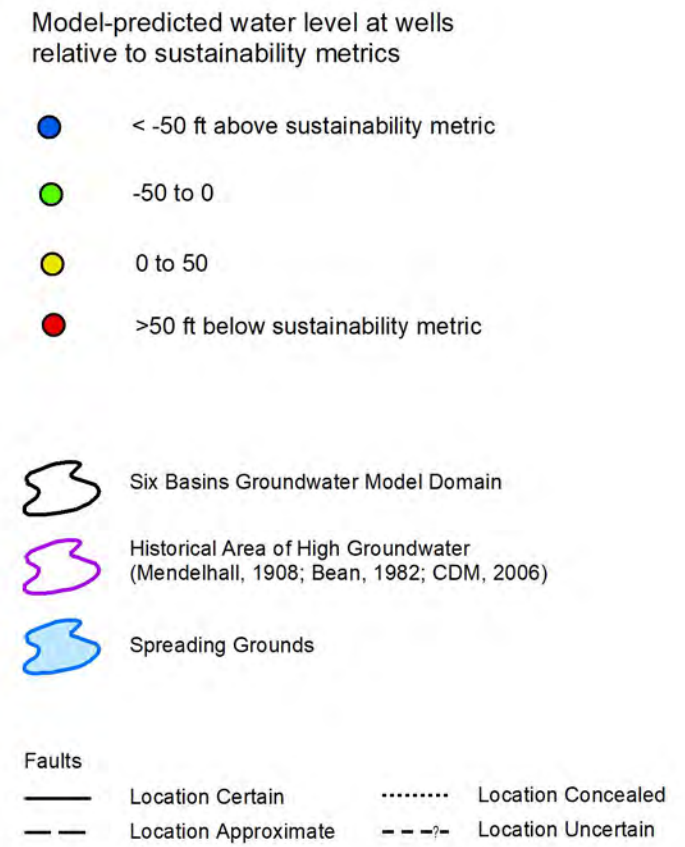 Model-predicted water level at wells
relative to sustainability metrics
< -50 ft above sustainability metric
-50 to 0
0 to 50
>50 ft below sustainability metric
Six Basins Groundwater Model Domain
Historical Area of High Groundwater
(Mendelhall, 1908; Bean, 1982; CDM, 2006)
Spreading Grounds
Faults
Location Certain
Location Concealed
Location Approximate
?
Location Uncertain